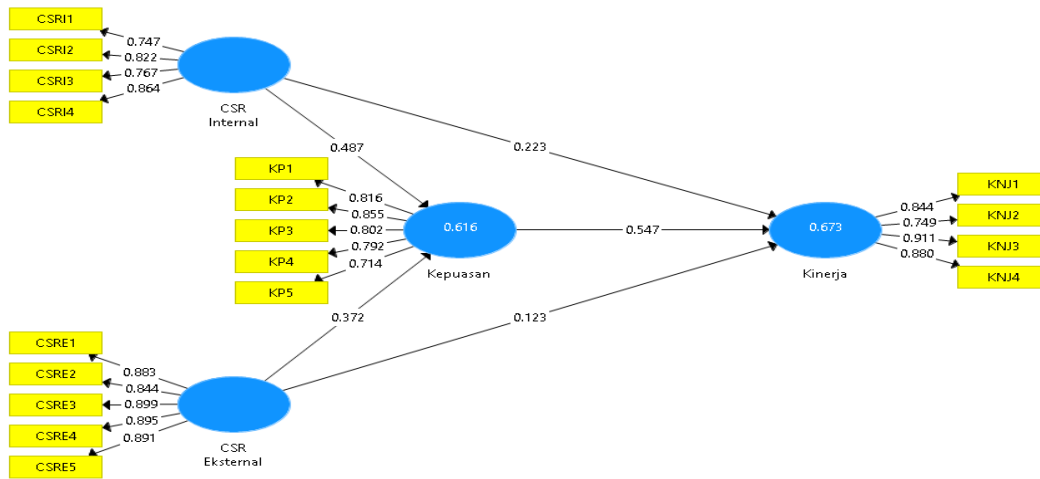 CSRI1
CSRI2
CSRI3
CSRI4
0.747
0.822
0.767
0.864
CSR
Internal
0.487
0.223
KP1
KP2
KP3
KP4
KP5
0.816
0.855
0.802
0.792
0.714
0.616
Kepuasan
0.547
0.673
Kinerja
0.844
0.749
0.911
0.880
KNJ1
KNJ2
KNJ3
KNJ4
0.372
0.123
CSRE1
CSRE2
CSRE3
CSRE4
CSRE5
0.883
0.844
0.899
0.895
0.891
CSR
Eksternal